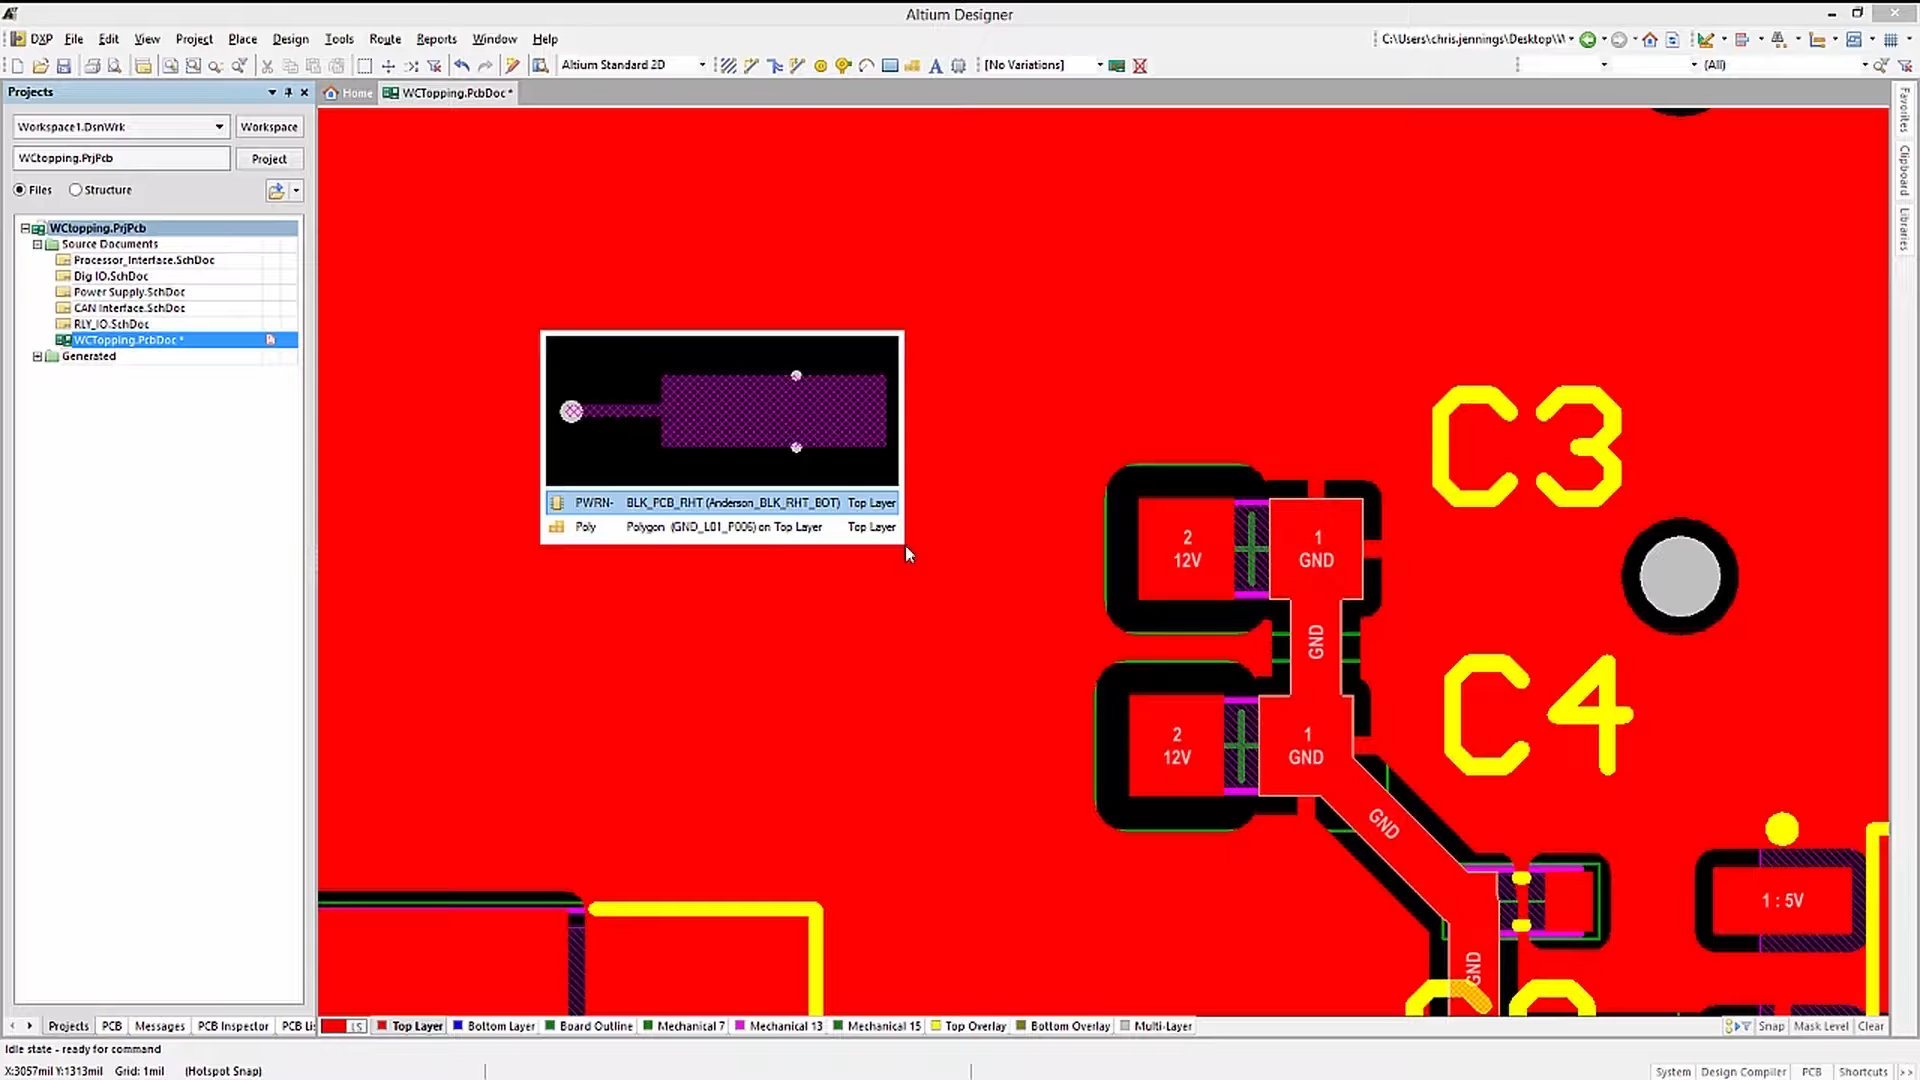 Altium Designer
DXP File Edit View Project Place Design Tools Route Reports Window Help
C:\Users\chris.jennings\Desktop\W
Altium Standard 2D
[No Variations]
(All)
Projects
Home
WCTopping.PcbDoc *
Workspace1.DsnWrk
Workspace
WCtopping.PrjPcb
Project
Files
Structure
WCtopping.PrjPcb
Source Documents
Processor_Interface.SchDoc
Dig IO.SchDoc
Power Supply.SchDoc
CAN Interface.SchDoc
RLY_IO.SchDoc
WCTopping.PcbDoc *
Generated
Favorites
Clipboard
Libraries
PWRN- BLK_PCB_RHT (Anderson_BLK_RHT_BOT) Top Layer
Poly Polygon (GND_L01_P006) on Top Layer Top Layer
C3
2
12V
1
GND
GND
C4
2
12V
1
GND
GND
1 : 5V
GND
Projects PCB Messages PCB Inspector PCB Li
LS Top Layer Bottom Layer Board Outline Mechanical 7 Mechanical 13 Mechanical 15 Top Overlay Bottom Overlay Multi-Layer
Snap Mask Level Clear
Idle state - ready for command
X:3057mil Y:1313mil Grid: 1mil (Hotspot Snap)
System Design Compiler PCB Shortcuts >>